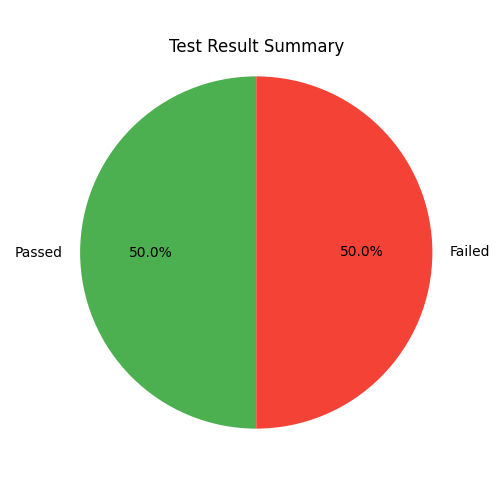 Test Result Summary
Passed
50.0%
50.0%
Failed